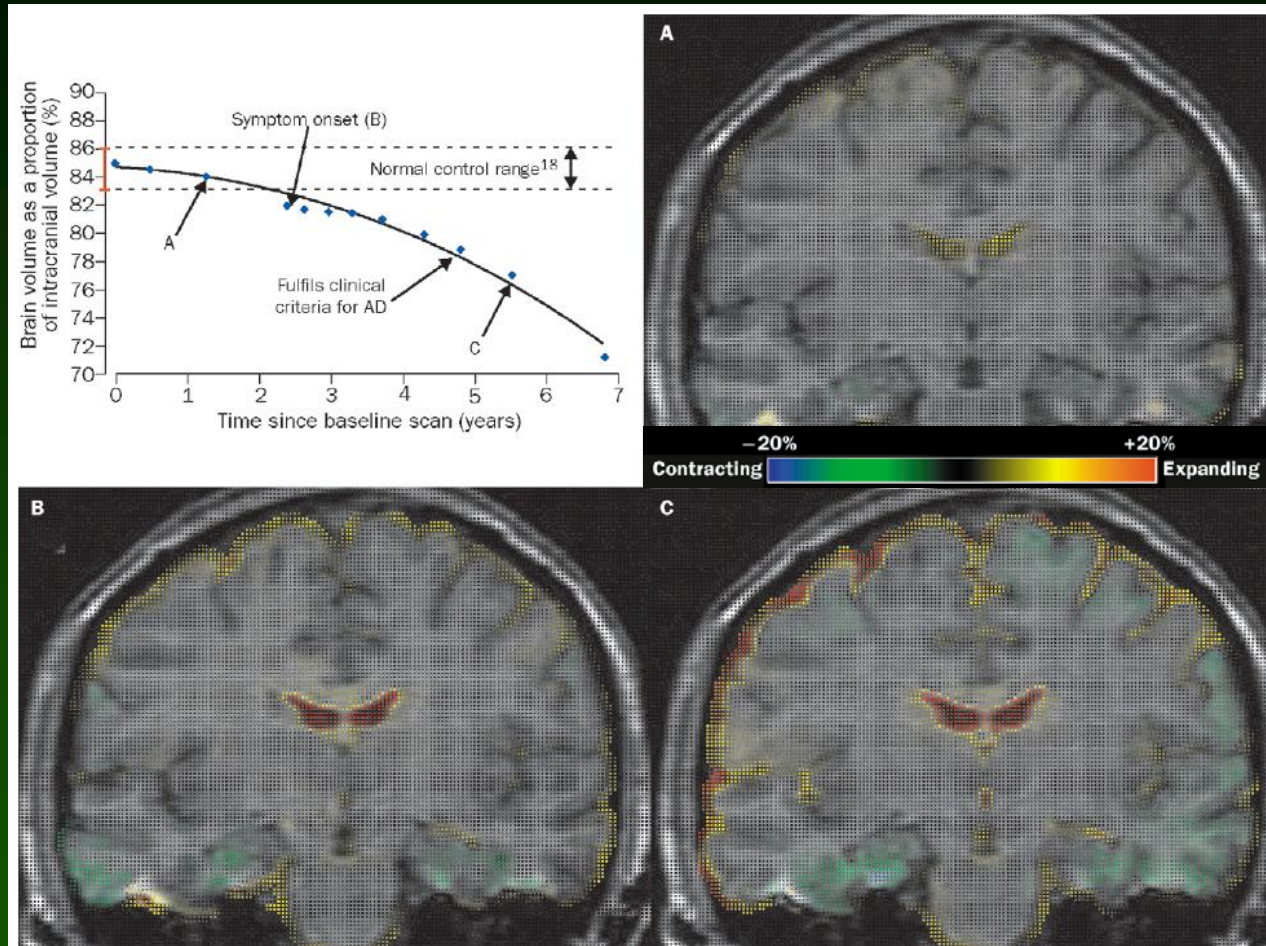 Brain volume as a proportion
of intracranial volume (%)
90
88
86
84
82
80
78
76
74
72
70
Symptom onset (B)
Normal control range18
A
Fulfils clinical
criteria for AD
C
0 1 2 3 4 5 6 7
Time since baseline scan (years)
A
−20% +20%
Contracting Expanding
B
C